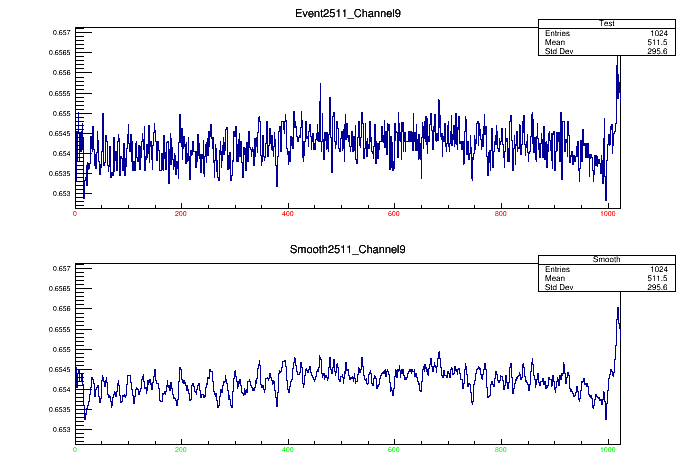 Event2511_Channel9
Test
Entries 1024
Mean 511.5
Std Dev 295.6
0.657
0.6565
0.656
0.6555
0.655
0.6545
0.654
0.6535
0.653
0 200 400 600 800 1000
Smooth2511_Channel9
Smooth
Entries 1024
Mean 511.5
Std Dev 295.6
0.657
0.6565
0.656
0.6555
0.655
0.6545
0.654
0.6535
0.653
0 200 400 600 800 1000